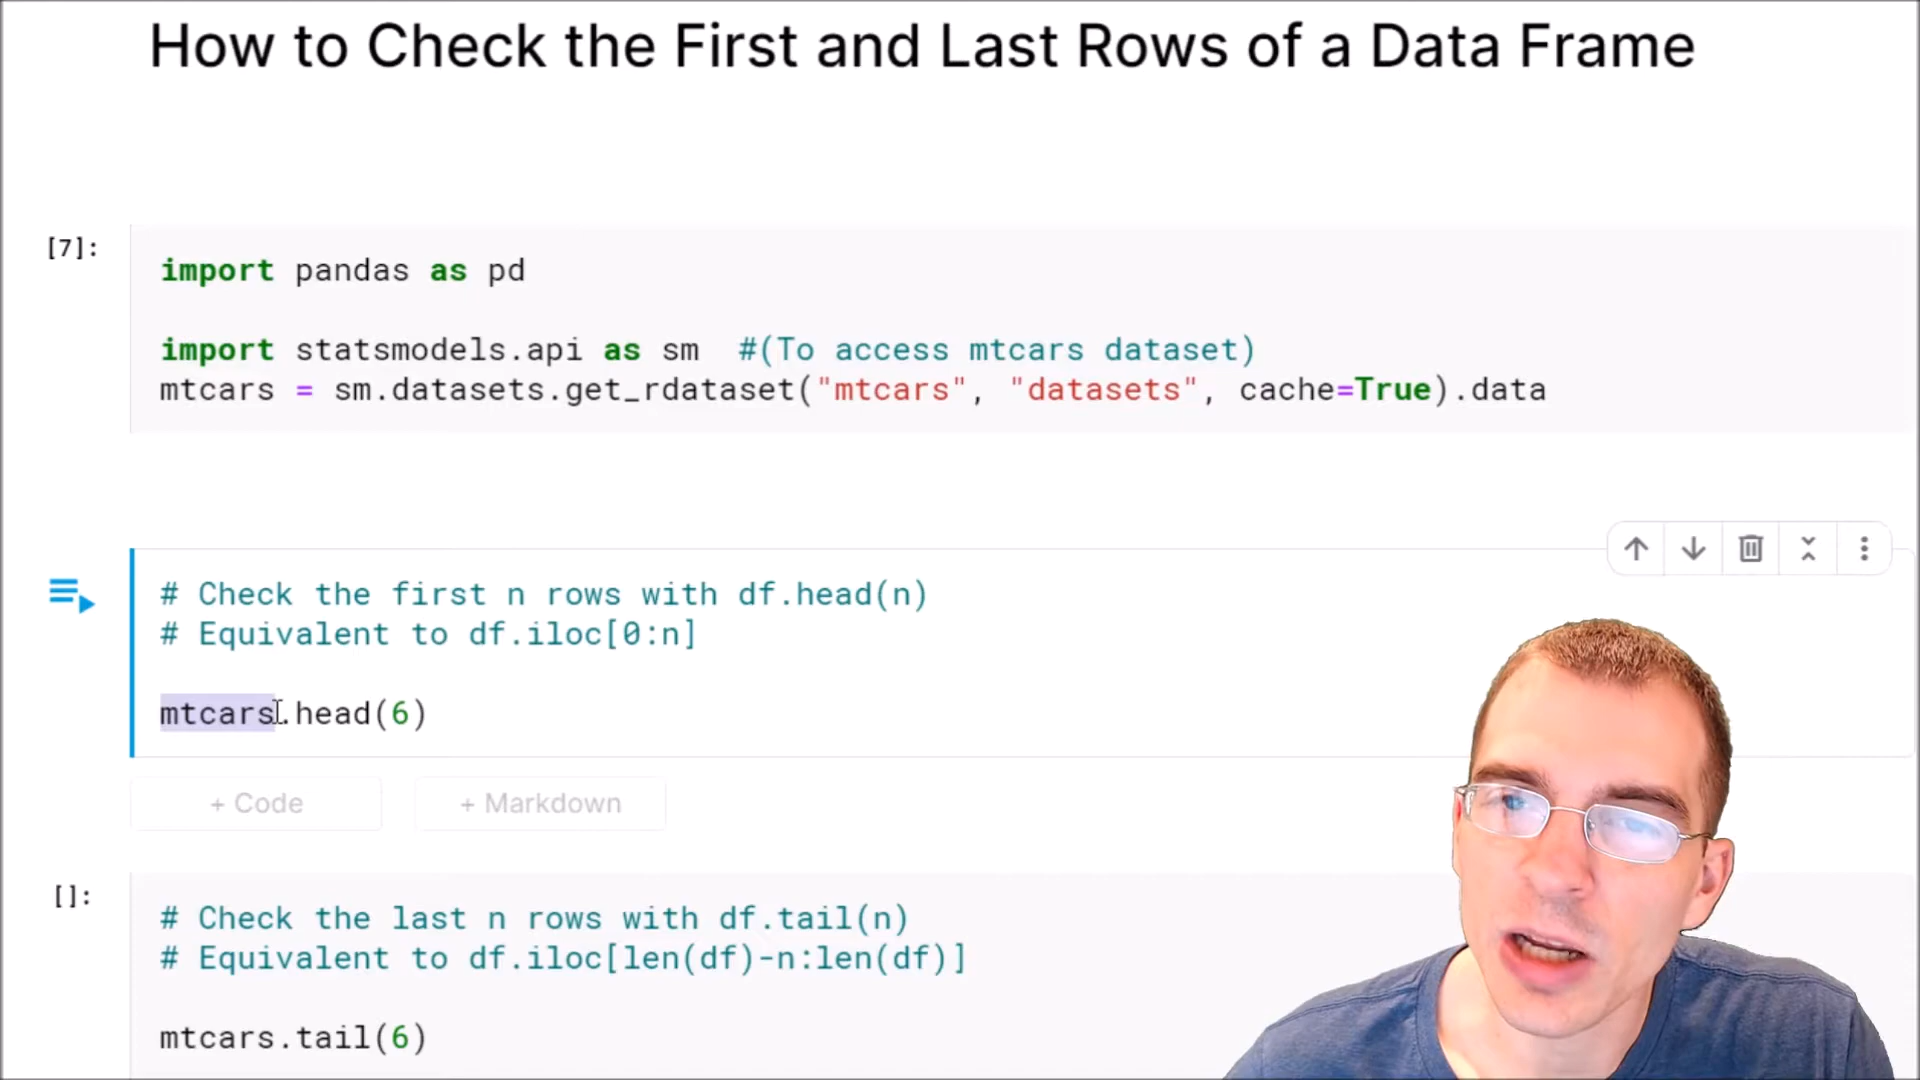 How to Check the First and Last Rows of a Data Frame
[7]:
import pandas as pd
import statsmodels.api as sm  #(To access mtcars dataset)
mtcars = sm.datasets.get_rdataset("mtcars", "datasets", cache=True).data
# Check the first n rows with df.head(n)
# Equivalent to df.iloc[0:n]
mtcars.head(6)
+ Code
+ Markdown
[]:
# Check the last n rows with df.tail(n)
# Equivalent to df.iloc[len(df)-n:len(df)]
mtcars.tail(6)